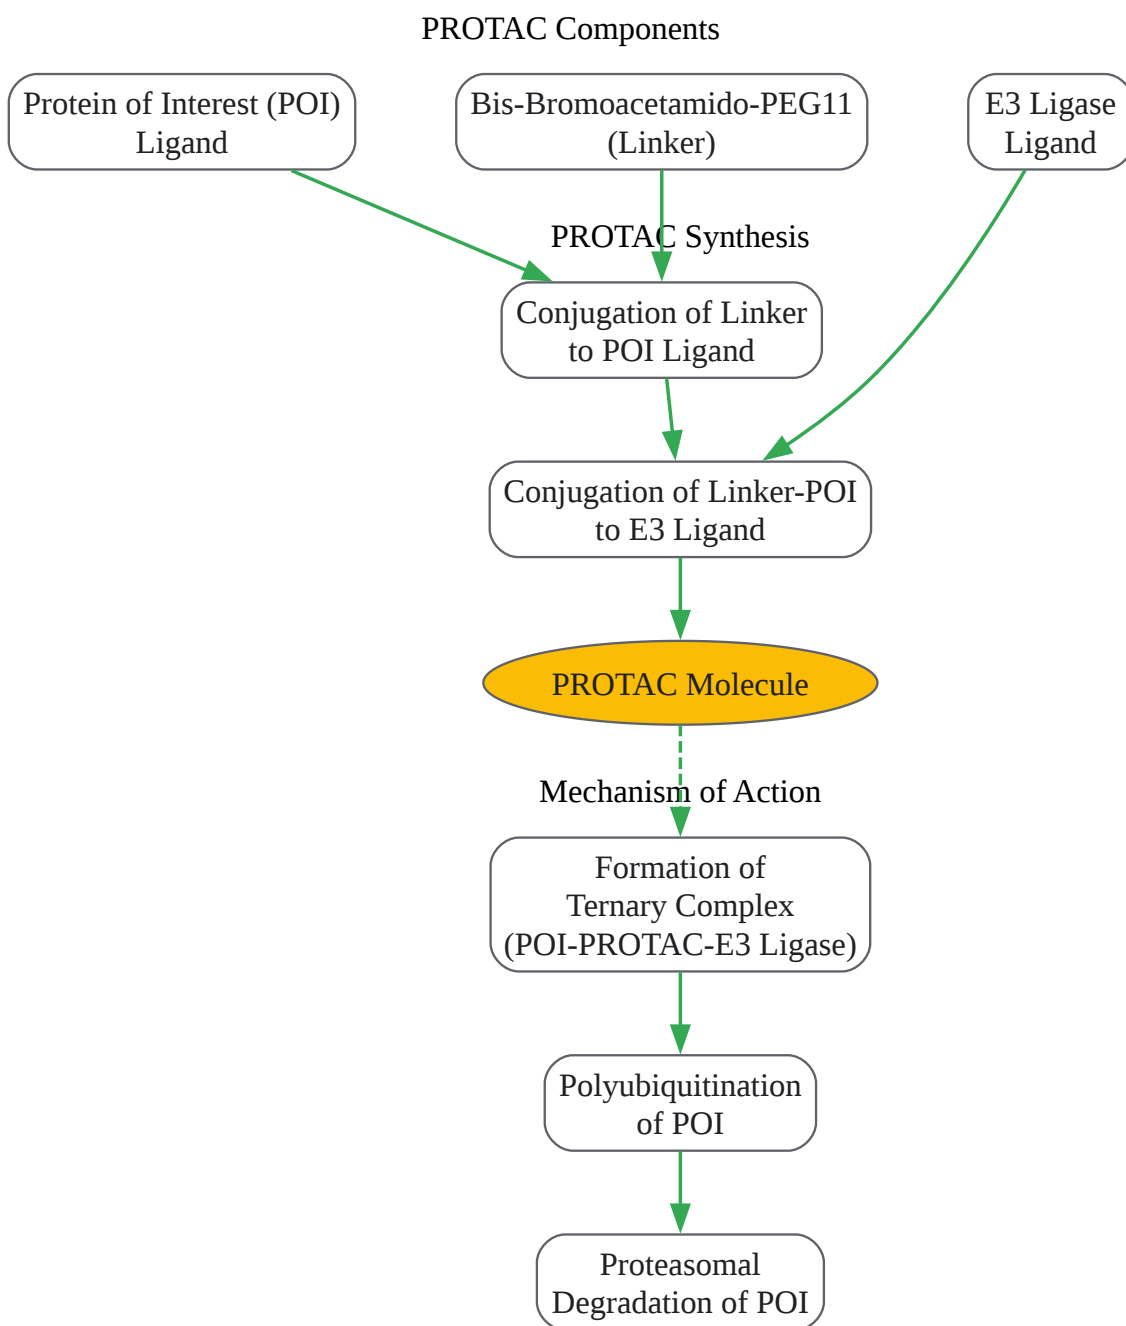 PROTAC Components
Protein of Interest (POI)
Ligand
Bis-Bromoacetamido-PEG11
(Linker)
E3 Ligase
Ligand
PROTAC Synthesis
Conjugation of Linker
to POI Ligand
Conjugation of Linker-POI
to E3 Ligand
PROTAC Molecule
Mechanism of Action
Formation of
Ternary Complex
(POI-PROTAC-E3 Ligase)
Polyubiquitination
of POI
Proteasomal
Degradation of POI